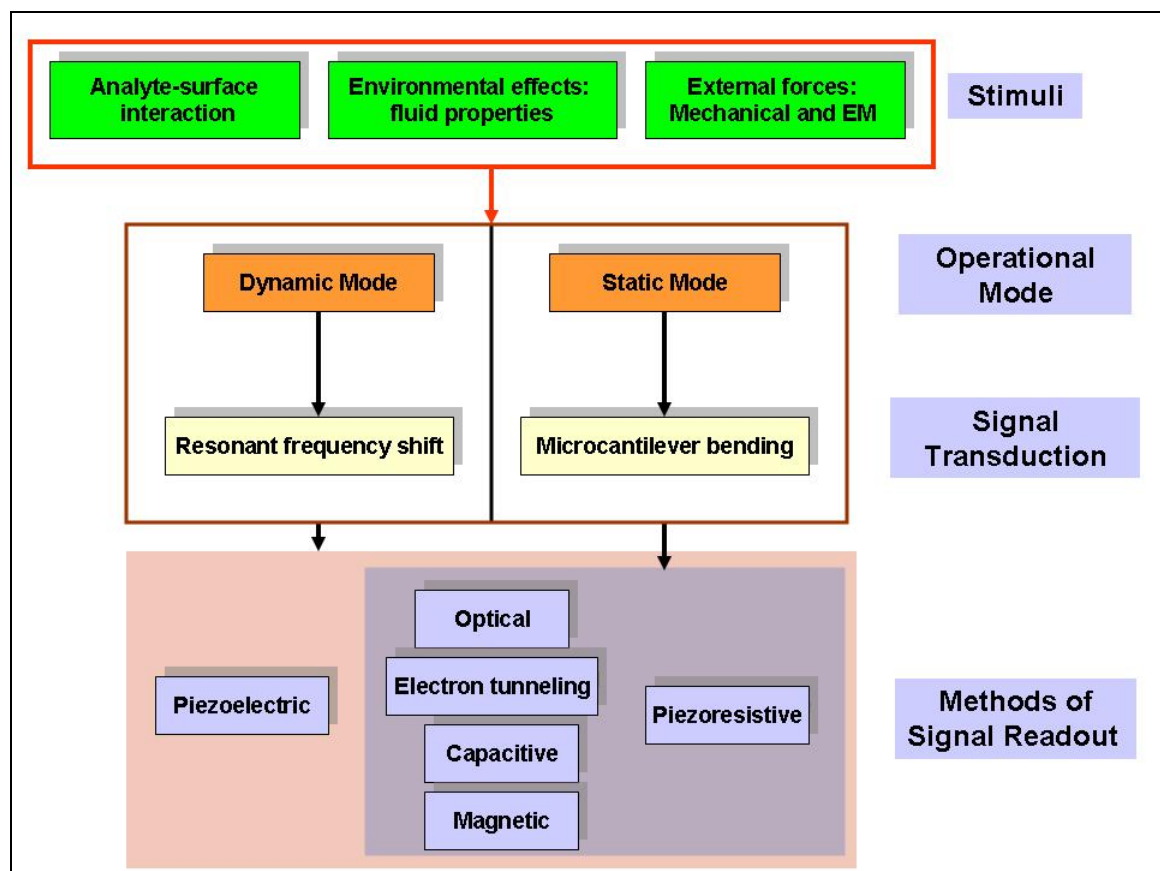 Analyte-surface
interaction
Environmental effects:
fluid properties
External forces:
Mechanical and EM
Stimuli
Dynamic Mode
Static Mode
Operational
Mode
Resonant frequency shift
Microcantilever bending
Signal
Transduction
Optical
Electron tunneling
Piezoelectric
Piezoresistive
Capacitive
Magnetic
Methods of
Signal Readout